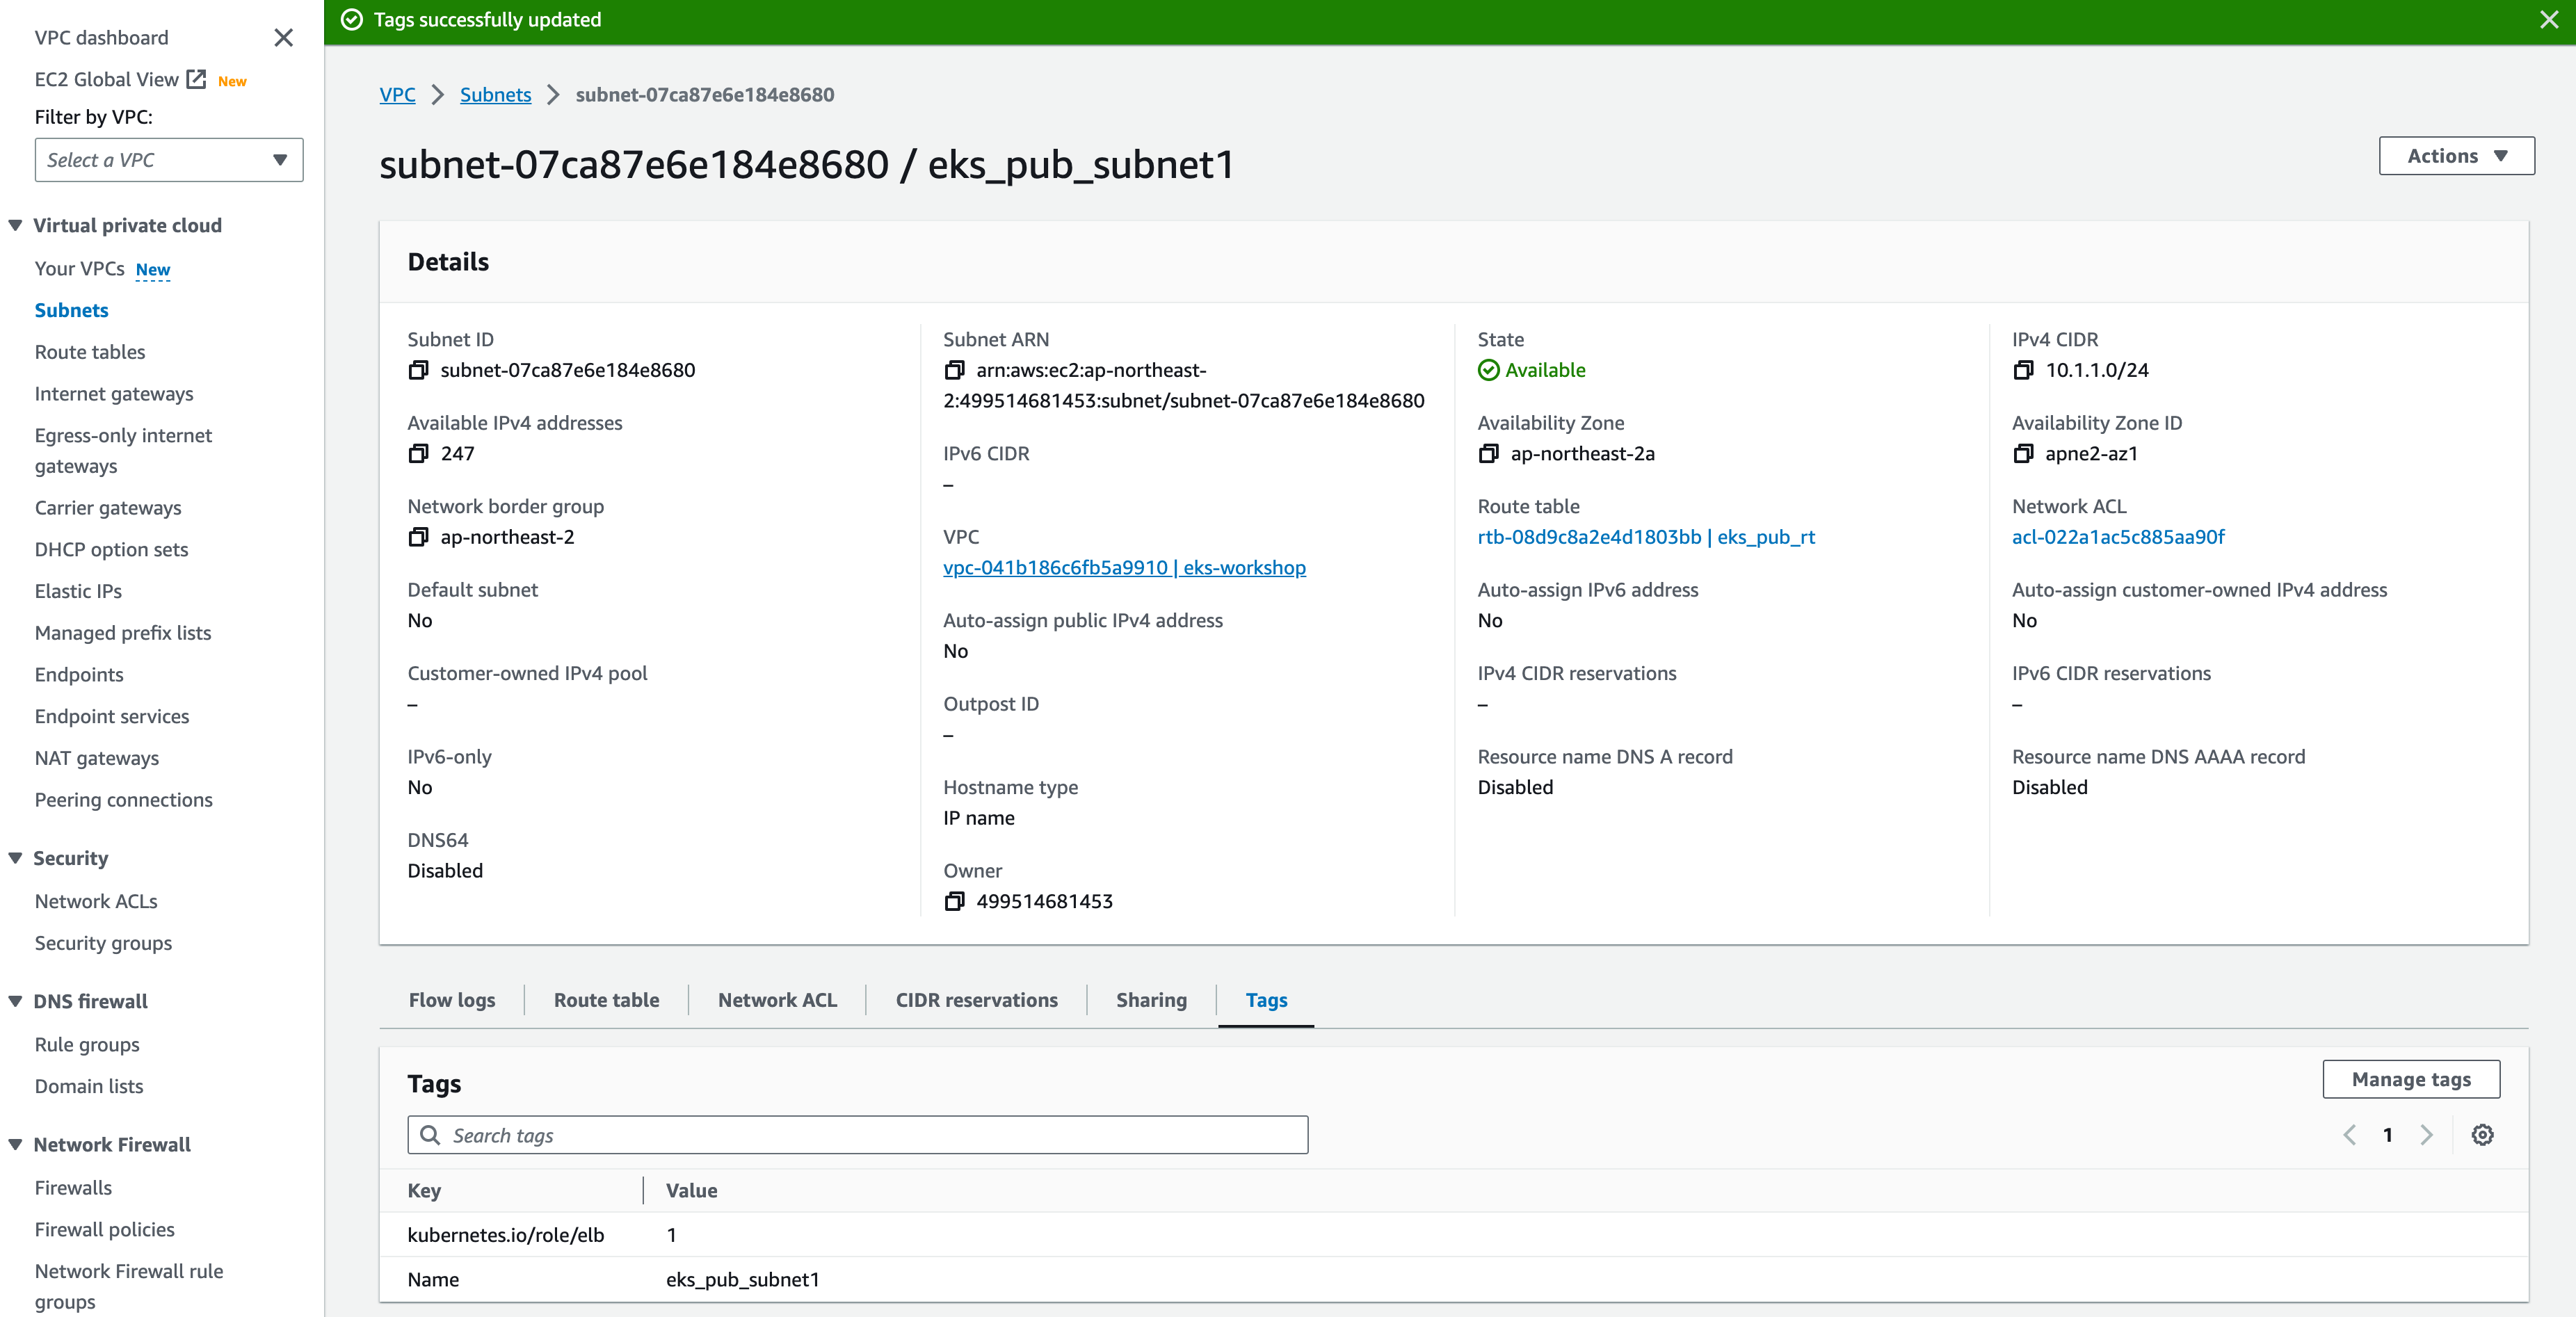 Tags successfully updated
VPC dashboard
EC2 Global View New
Filter by VPC:
Select a VPC
Virtual private cloud
Your VPCs New
Subnets
Route tables
Internet gateways
Egress-only internet
gateways
Carrier gateways
DHCP option sets
Elastic IPs
Managed prefix lists
Endpoints
Endpoint services
NAT gateways
Peering connections
Security
Network ACLs
Security groups
DNS firewall
Rule groups
Domain lists
Network Firewall
Firewalls
Firewall policies
Network Firewall rule
groups
VPC > Subnets > subnet-07ca87e6e184e8680
subnet-07ca87e6e184e8680 / eks_pub_subnet1
Actions
Details
Subnet ID
subnet-07ca87e6e184e8680
Available IPv4 addresses
247
Network border group
ap-northeast-2
Default subnet
No
Customer-owned IPv4 pool
–
IPv6-only
No
DNS64
Disabled
Subnet ARN
arn:aws:ec2:ap-northeast-
2:499514681453:subnet/subnet-07ca87e6e184e8680
IPv6 CIDR
–
VPC
vpc-041b186c6fb5a9910 | eks-workshop
Auto-assign public IPv4 address
No
Outpost ID
–
Hostname type
IP name
Owner
499514681453
State
Available
Availability Zone
ap-northeast-2a
Route table
rtb-08d9c8a2e4d1803bb | eks_pub_rt
Auto-assign IPv6 address
No
IPv4 CIDR reservations
–
Resource name DNS A record
Disabled
IPv4 CIDR
10.1.1.0/24
Availability Zone ID
apne2-az1
Network ACL
acl-022a1ac5c885aa90f
Auto-assign customer-owned IPv4 address
No
IPv6 CIDR reservations
–
Resource name DNS AAAA record
Disabled
Flow logs Route table Network ACL CIDR reservations Sharing Tags
Tags
Manage tags
Search tags
1
Key Value
kubernetes.io/role/elb 1
Name eks_pub_subnet1